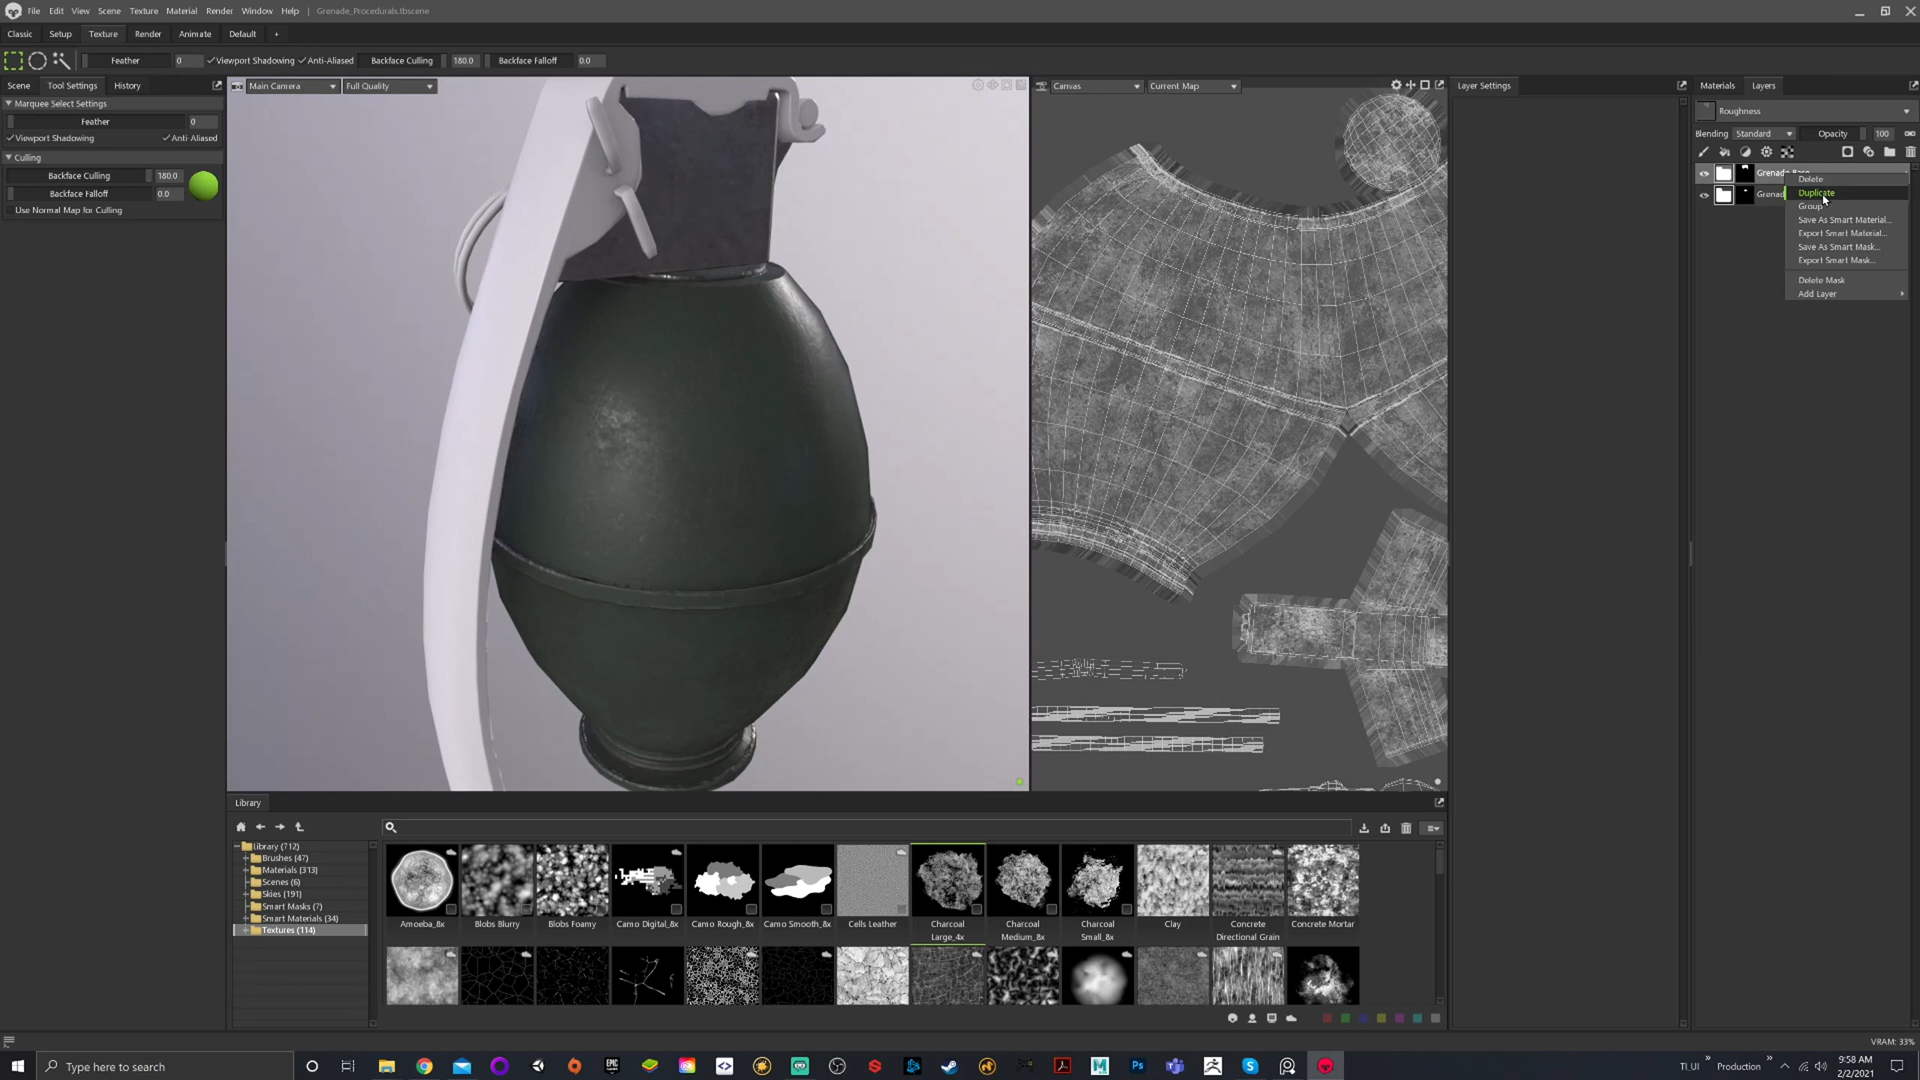 File Edit View Scene Texture Material Render Window Help Grenade_Procedurals.tbscene
Classic Setup Texture Render Animate Default +
Feather 0 Viewport Shadowing Anti-Aliased Backface Culling 180.0 Backface Falloff 0.0
Scene Tool Settings History
Marquee Select Settings
Feather 0
Viewport Shadowing Anti-Aliased
Culling
Backface Culling 180.0
Backface Falloff 0.0
Use Normal Map for Culling
Main Camera Full Quality
Canvas Current Map
Layer Settings
Materials Layers
Roughness
Blending Standard Opacity 100
Grenade Base
Grenad
Delete
Duplicate
Group
Save As Smart Material...
Export Smart Material...
Save As Smart Mask...
Export Smart Mask...
Delete Mask
Add Layer
Library
Library (712)
Brushes (47)
Materials (313)
Scenes (6)
Skies (191)
Smart Masks (7)
Smart Materials (34)
Textures (114)
Amoeba_8x Blobs Blurry Blobs Foamy Camo Digital_8x Camo Rough_8x Camo Smooth_8x Cells Leather Charcoal Large_4x Charcoal Medium_8x Charcoal Small_8x Clay Concrete Directional Grain Concrete Mortar
VRAM: 33%
Type here to search
TI_UI Production
9:58 AM
2/2/2021